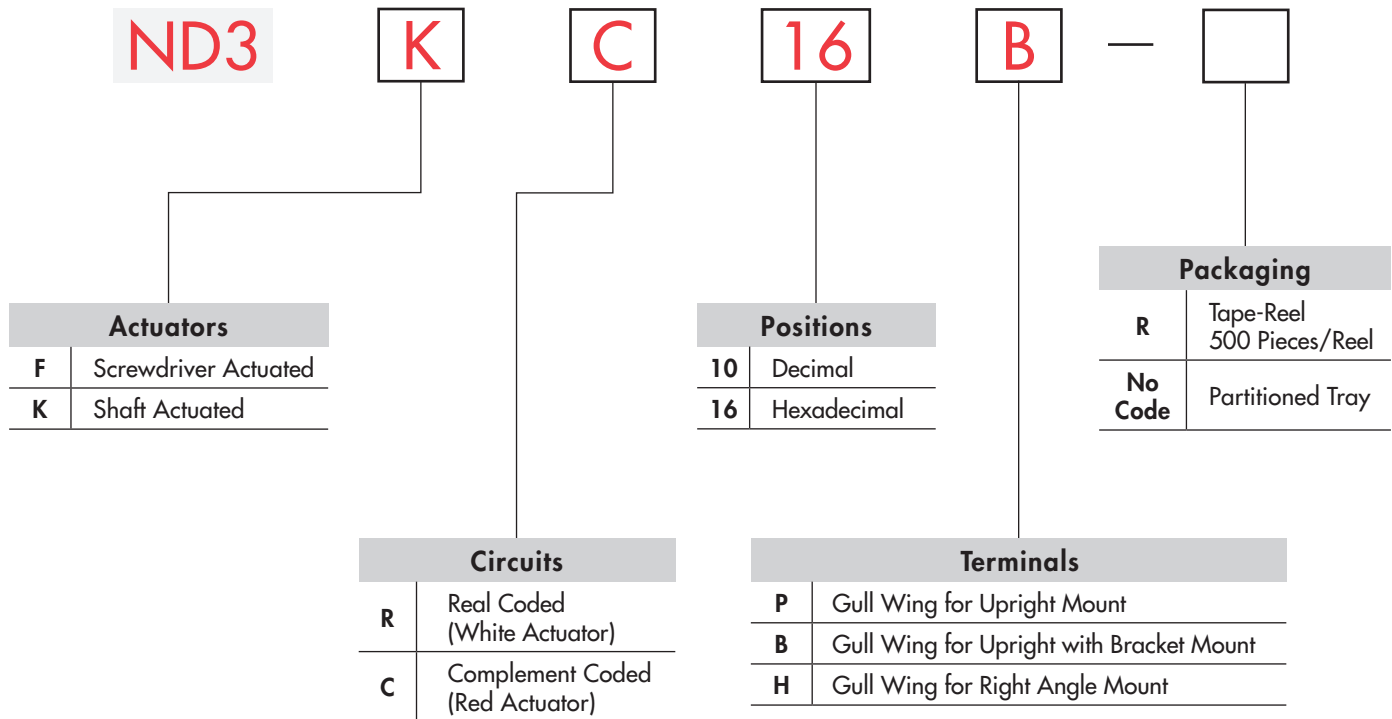 ND3 K C 16 B —
Packaging
R Tape-Reel
500 Pieces/Reel
No
Code Partitioned Tray
Actuators
F Screwdriver Actuated
K Shaft Actuated
Positions
10 Decimal
16 Hexadecimal
Circuits
R Real Coded
(White Actuator)
C Complement Coded
(Red Actuator)
Terminals
P Gull Wing for Upright Mount
B Gull Wing for Upright with Bracket Mount
H Gull Wing for Right Angle Mount